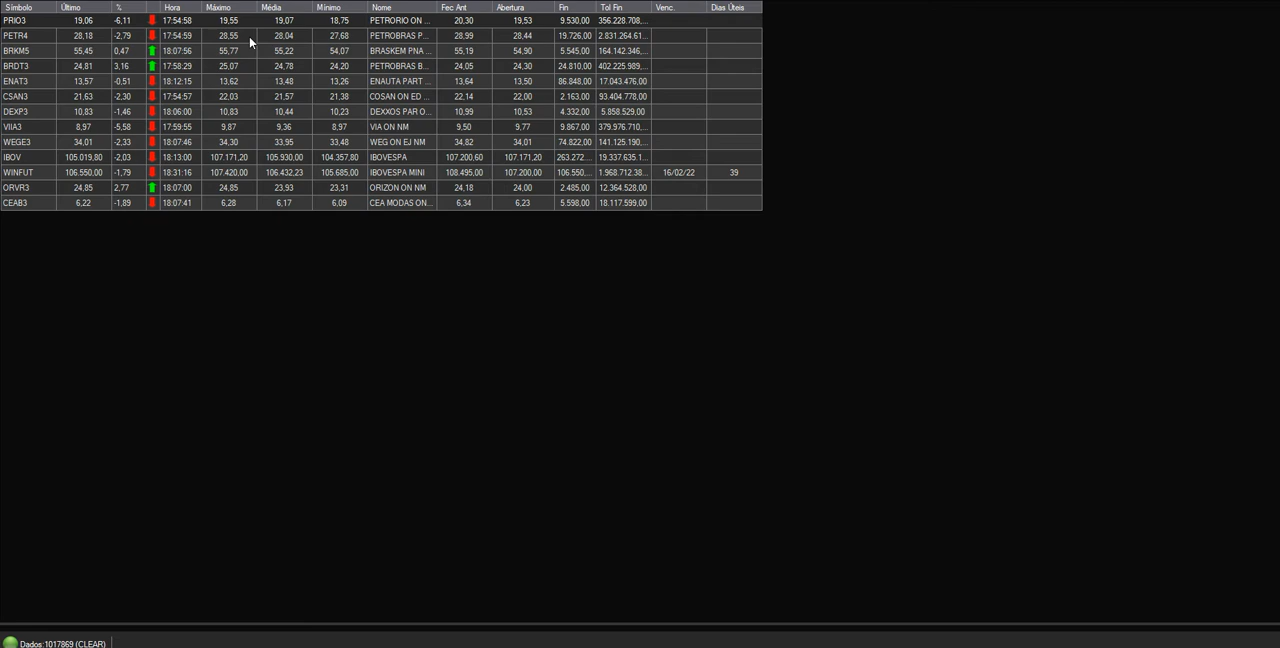 Símbolo Último % Hora Máximo Média Mínimo Nome Fec Ant Abertura Fin Tol Fin Venc. Dias Úteis
PRIO3 19,06 -6,11 17:54:58 19,55 19,07 18,75 PETRORIO ON ... 20,30 19,53 9.530,00 356.228.708,...
PETR4 28,18 -2,79 17:54:59 28,55 28,04 27,68 PETROBRAS P... 28,99 28,44 19.726,00 2.831.264.61...
BRKM5 55,45 0,47 18:07:56 55,77 55,22 54,07 BRASKEM PNA ... 55,19 54,90 5.545,00 164.142.346,...
BRDT3 24,81 3,16 17:58:29 25,07 24,78 24,20 PETROBRAS B... 24,05 24,30 24.810,00 402.225.989,...
ENAT3 13,57 -0,51 18:12:15 13,62 13,48 13,26 ENAUTA PART ... 13,64 13,50 86.848,00 17.043.476,00
CSAN3 21,63 -2,30 17:54:57 22,03 21,57 21,38 COSAN ON ED ... 22,14 22,00 2.163,00 93.404.778,00
DEXP3 10,83 -1,46 18:06:00 10,83 10,44 10,23 DEXXOS PAR O... 10,99 10,53 4.332,00 5.858.529,00
VIIA3 8,97 -5,58 17:59:55 9,87 9,36 8,97 VIA ON NM 9,50 9,77 9.867,00 379.976.710,...
WEGE3 34,01 -2,33 18:07:46 34,30 33,95 33,48 WEG ON EJ NM 34,82 34,01 74.822,00 141.125.190,...
IBOV 105.019,80 -2,03 18:13:00 107.171,20 105.930,00 104.357,80 IBOVESPA 107.200,60 107.171,20 263.272.... 19.337.635.1...
WINFUT 106.550,00 -1,79 18:31:16 107.420,00 106.432,23 105.685,00 IBOVESPA MINI 108.495,00 107.200,00 106.550,... 1.968.712.38... 16/02/22 39
ORVR3 24,85 2,77 18:07:00 24,85 23,93 23,31 ORIZON ON NM 24,18 24,00 2.485,00 12.364.528,00
CEAB3 6,22 -1,89 18:07:41 6,28 6,17 6,09 CEA MODAS ON... 6,34 6,23 5.598,00 18.117.599,00
Dados:1017869 (CLEAR)